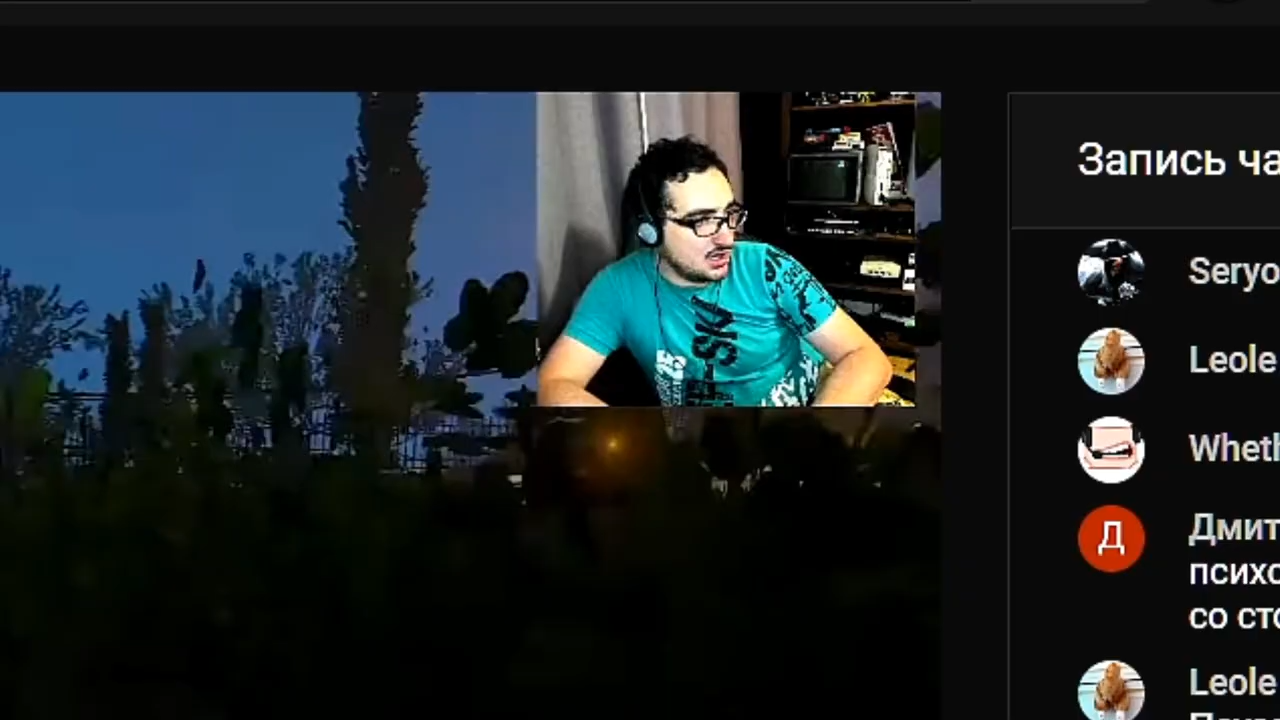 Запись ча
Seryo
Leole
Wheth
Д
Дмит
психо
со сто
Leole